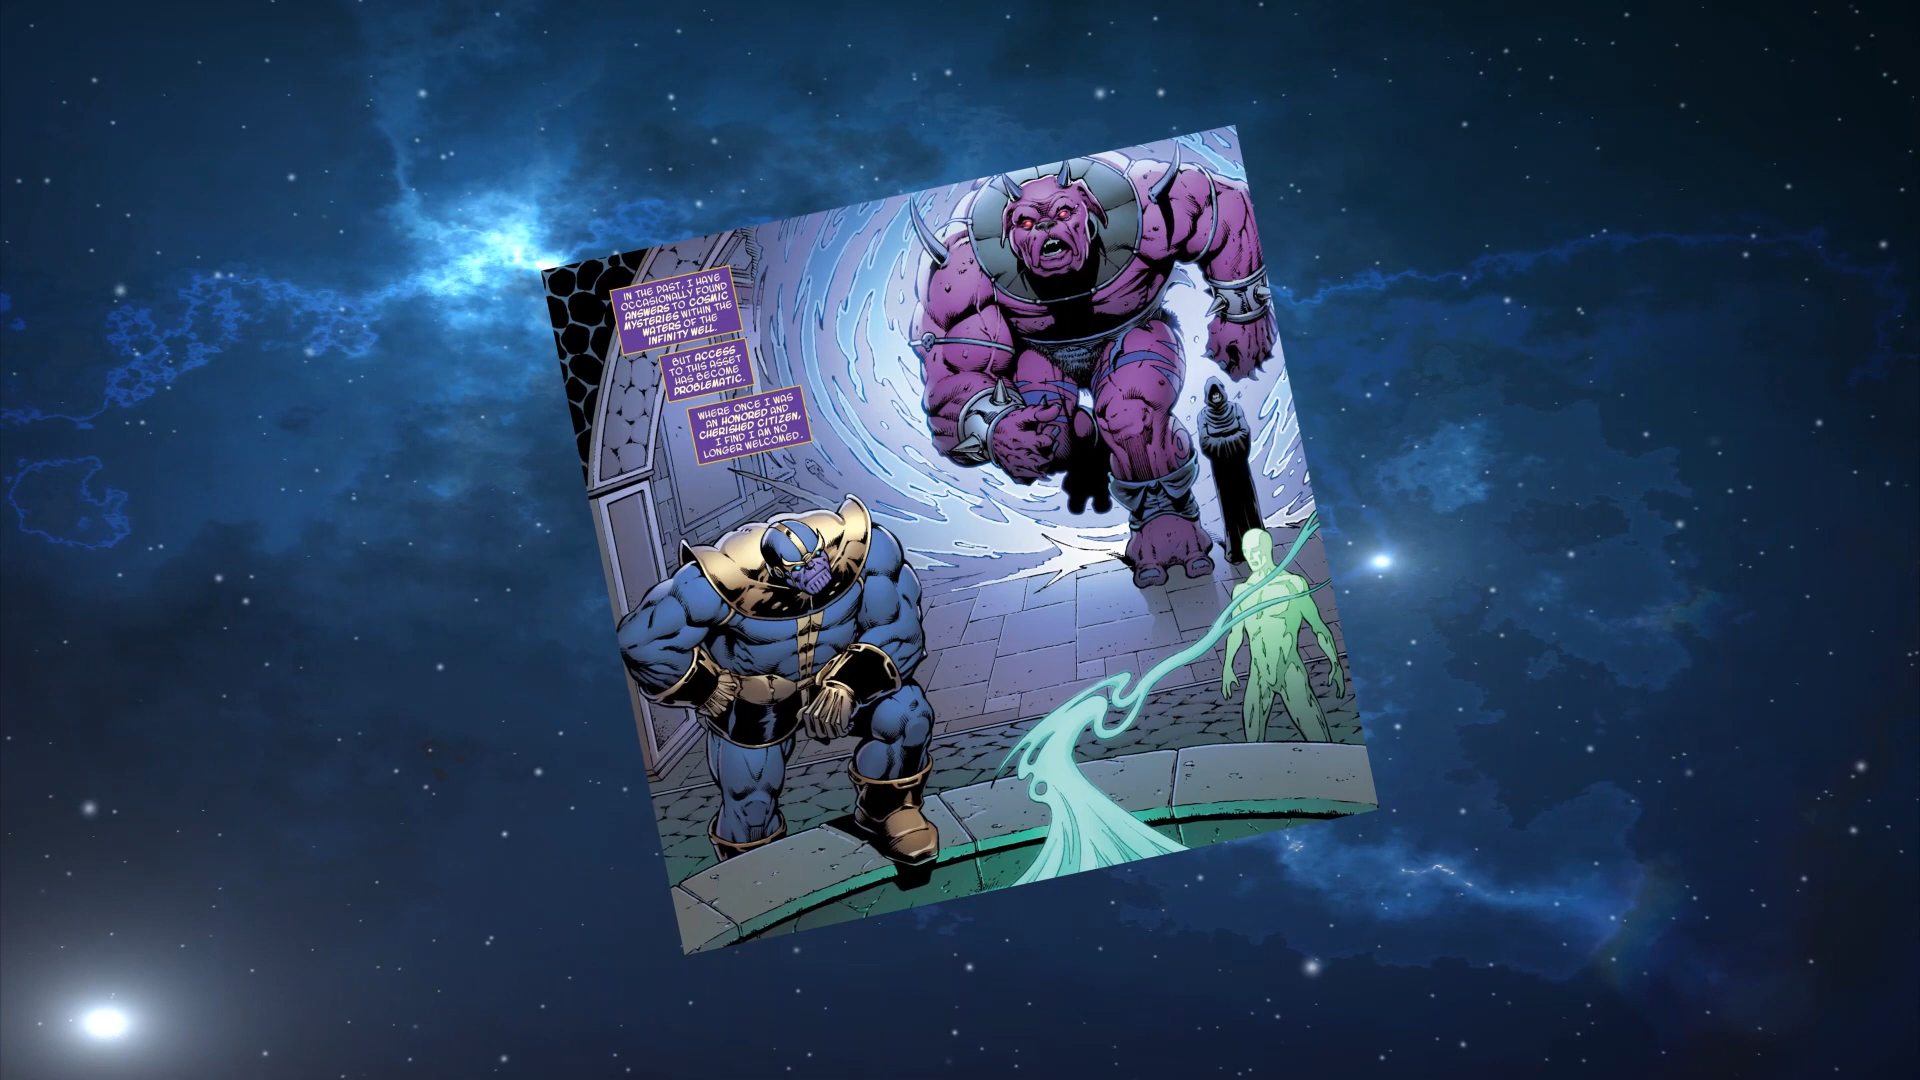 IN THE PAST, I HAVE
OCCASIONALLY FOUND
ANSWERS TO COSMIC
MYSTERIES WITHIN THE
WATERS OF THE
INFINITY WELL.
BUT ACCESS
TO THIS ASSET
HAS BECOME
PROBLEMATIC.
WHERE ONCE I WAS
AN HONORED AND
CHERISHED CITIZEN,
I FIND I AM NO
LONGER WELCOMED.